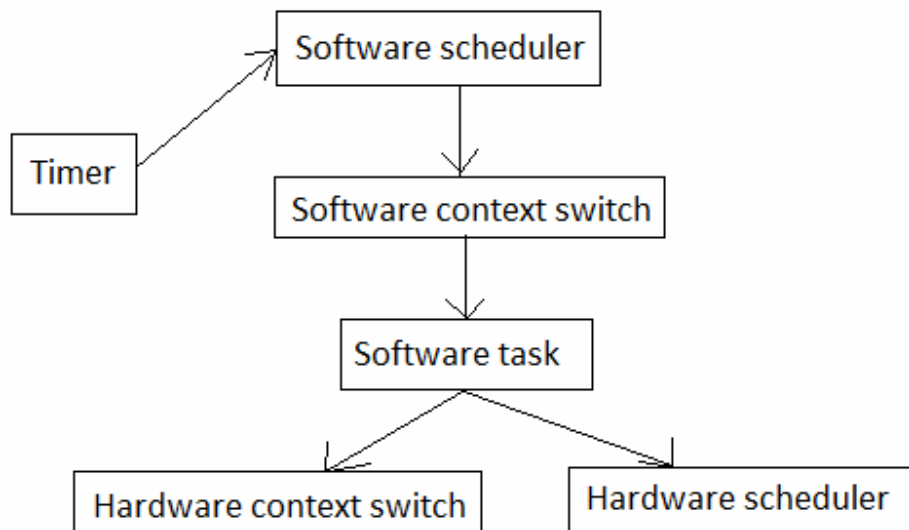 Software scheduler
Timer
Software context switch
Software task
Hardware context switch
Hardware scheduler